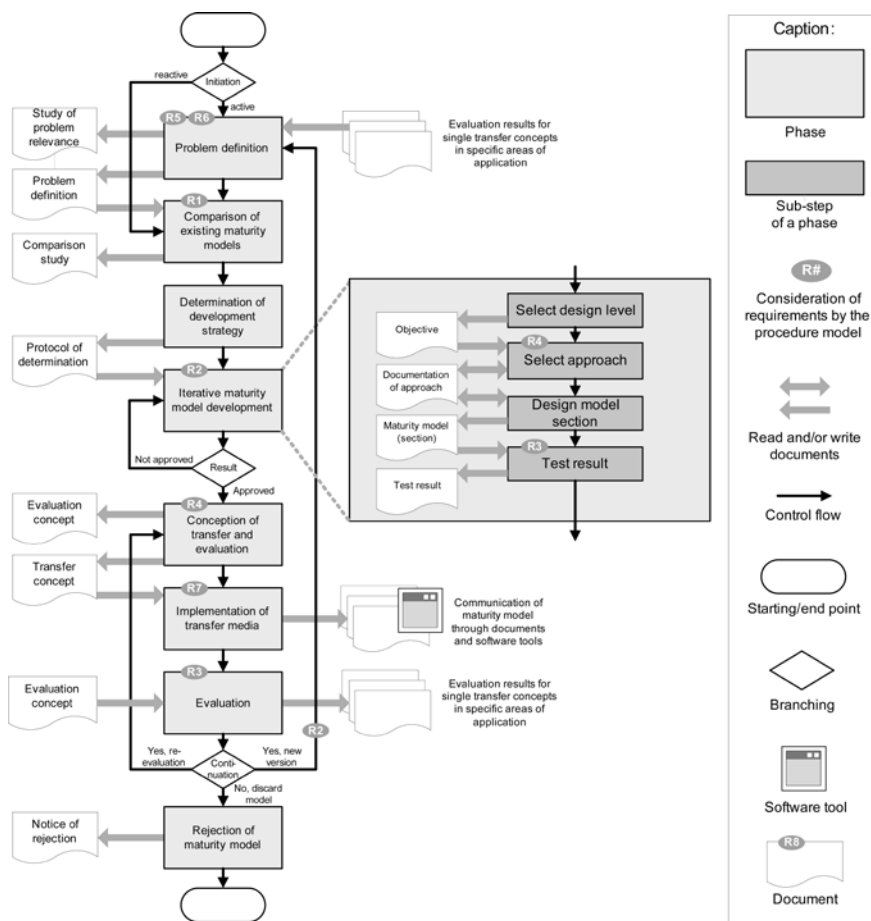 Initiation
reactive
active
R5
R6
Problem definition
Study of
problem
relevance
Problem
definition
Evaluation results for
single transfer concepts
in specific areas of
application
R1
Comparison of
existing maturity
models
Comparison
study
Determination of
development
strategy
Protocol of
determination
R2
Iterative maturity
model development
Not approved
Result
Approved
Select design level
Objective
R4
Select approach
Documentation
of approach
Design model
section
Maturity model
(section)
R3
Test result
Test result
R4
Conception of
transfer and
evaluation
Evaluation
concept
Transfer
concept
R7
Implementation of
transfer media
Communication of
maturity model
through documents
and software tools
R3
Evaluation
Evaluation
concept
Evaluation results for
single transfer concepts
in specific areas of
application
R2
Yes, re-
evaluation
Conti-
nuation
Yes, new
version
No, discard
model
Rejection of
maturity model
Notice of
rejection
Caption:
Phase
Sub-step
of a phase
R#
Consideration of
requirements by the
procedure model
Read and/or write
documents
Control flow
Starting/end point
Branching
Software tool
R8
Document